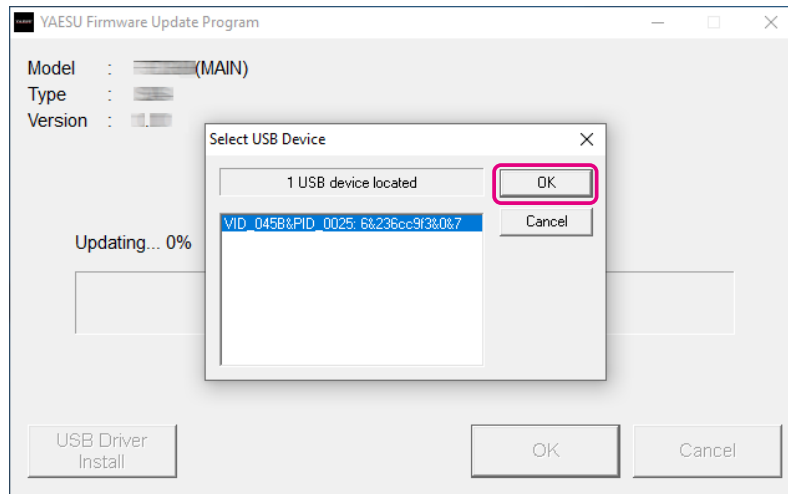 YAESU Firmware Update Program
Model : (MAIN)
Type :
Version :
Select USB Device
1 USB device located
OK
VID_045B&PID_0025: 6&236cc9f3&0&7
Cancel
Updating... 0%
USB Driver
Install
OK
Cancel